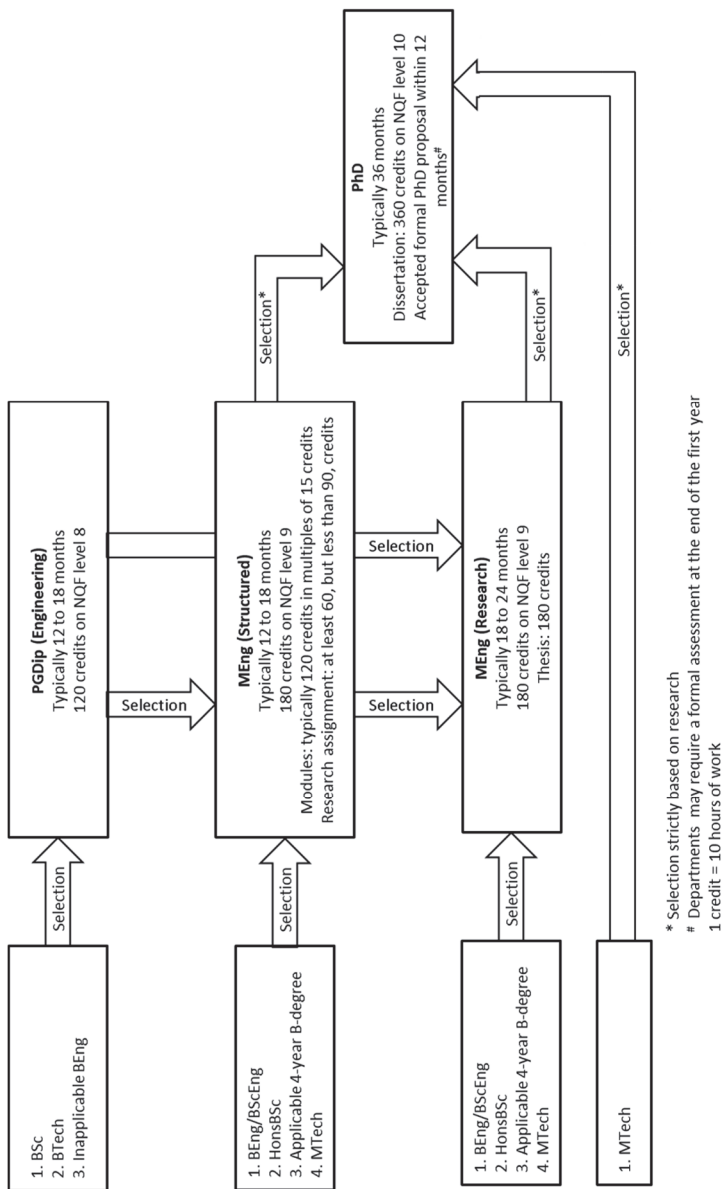 1. BSc
2. BTech
3. Inapplicable BEng
Selection
PGDip (Engineering)
Typically 12 to 18 months
120 credits on NQF level 8
Selection
1. BEng/BScEng
2. HonsBSc
3. Applicable 4-year B-degree
4. MTech
Selection
MEng (Structured)
Typically 12 to 18 months
180 credits on NQF level 9
Modules: typically 120 credits in multiples of 15 credits
Research assignment: at least 60, but less than 90, credits
Selection*
Selection
Selection
1. BEng/BScEng
2. HonsBSc
3. Applicable 4-year B-degree
4. MTech
Selection
MEng (Research)
Typically 18 to 24 months
180 credits on NQF level 9
Thesis: 180 credits
Selection*
PhD
Typically 36 months
Dissertation: 360 credits on NQF level 10
Accepted formal PhD proposal within 12
months#
1. MTech
Selection*
* Selection strictly based on research
# Departments may require a formal assessment at the end of the first year
1 credit = 10 hours of work